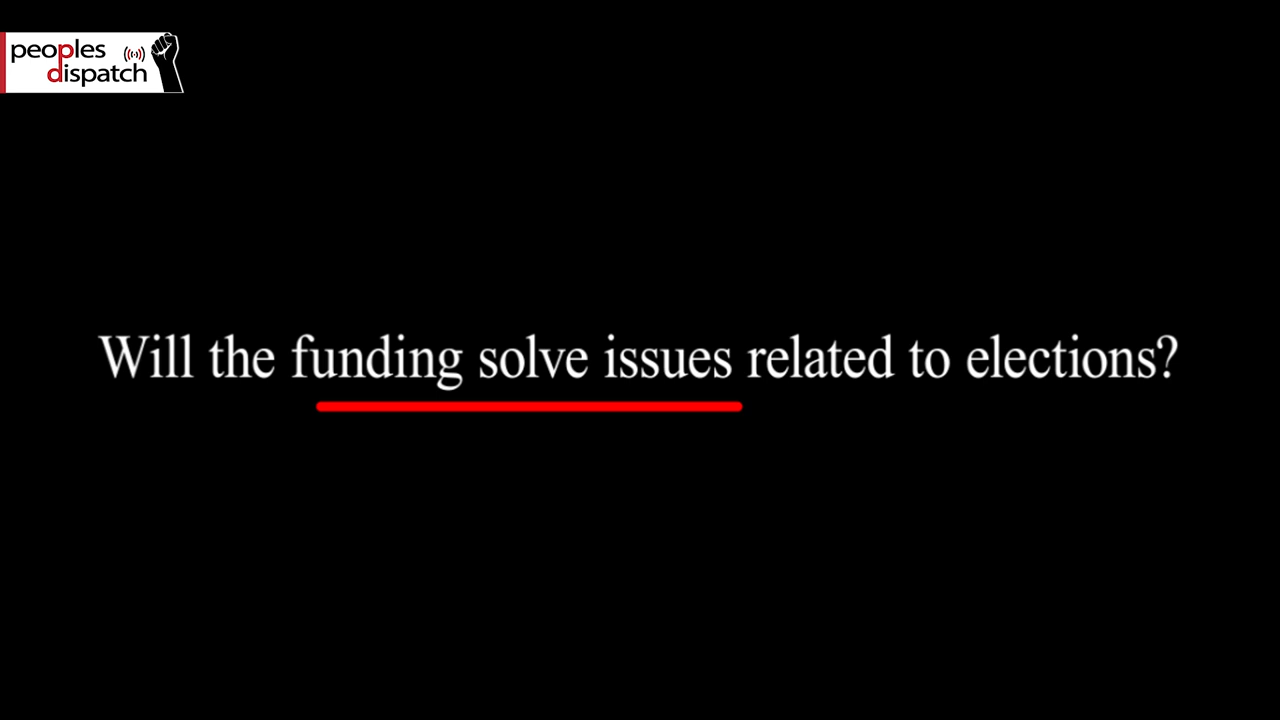 peoples
dispatch
Will the funding solve issues related to elections?